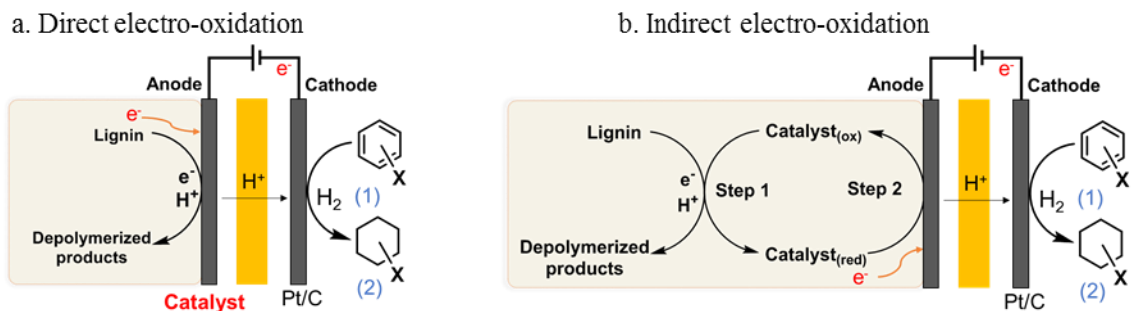 a. Direct electro-oxidation
e-
Anode
Cathode
e-
Lignin
e-
H+
H+
X
H2
(1)
Depolymerized
products
X
(2)
Catalyst
Pt/C
b. Indirect electro-oxidation
e-
Anode
Cathode
Lignin
Catalyst(ox)
e-
H+
Step 1
Step 2
H+
X
H2
(1)
Depolymerized
products
Catalyst(red)
e-
X
(2)
Pt/C